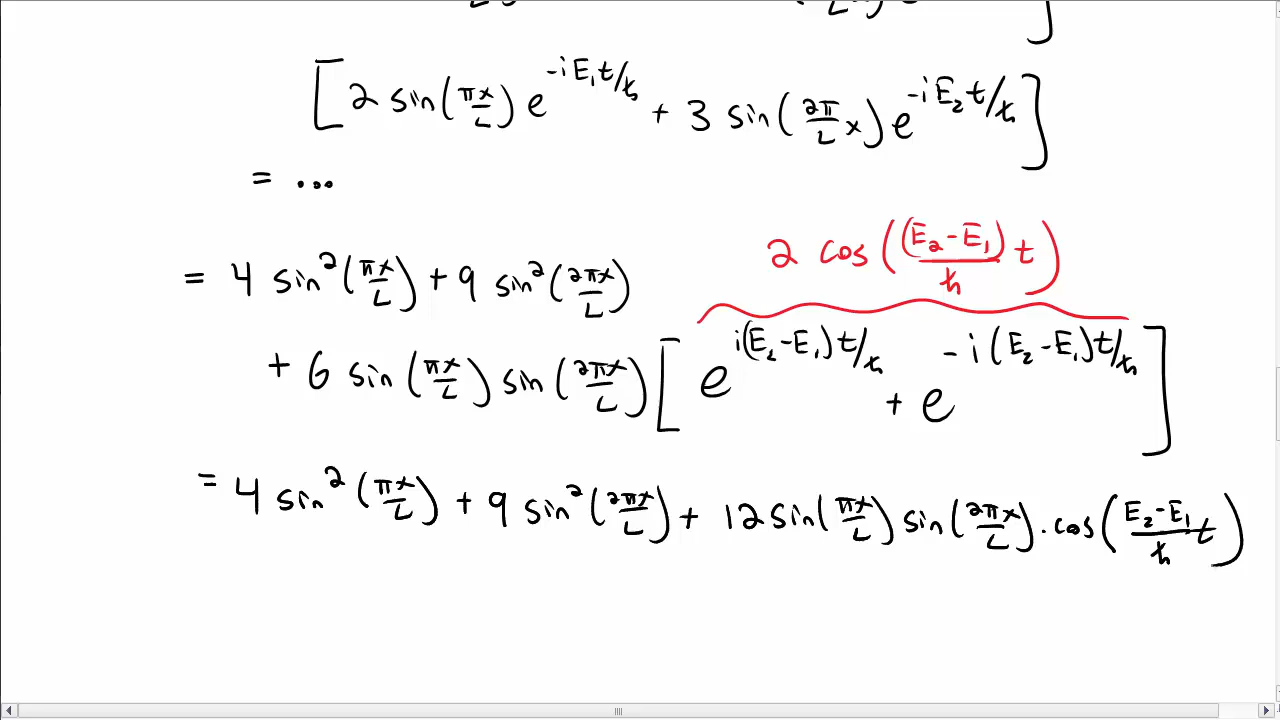 [2 sin(πx/L) e^{-iE₁t/ħ} + 3 sin(2π/L x) e^{-iE₂t/ħ}]
= ...
2 cos((E₂-E₁)/ħ t)
= 4 sin²(πx/L) + 9 sin²(2πx/L)
+ 6 sin(πx/L) sin(2πx/L) [e^{i(E₂-E₁)t/ħ} + e^{-i(E₂-E₁)t/ħ}]
= 4 sin²(πx/L) + 9 sin²(2πx/L) + 12 sin(πx/L) sin(2πx/L) · cos((E₂-E₁)/ħ t)